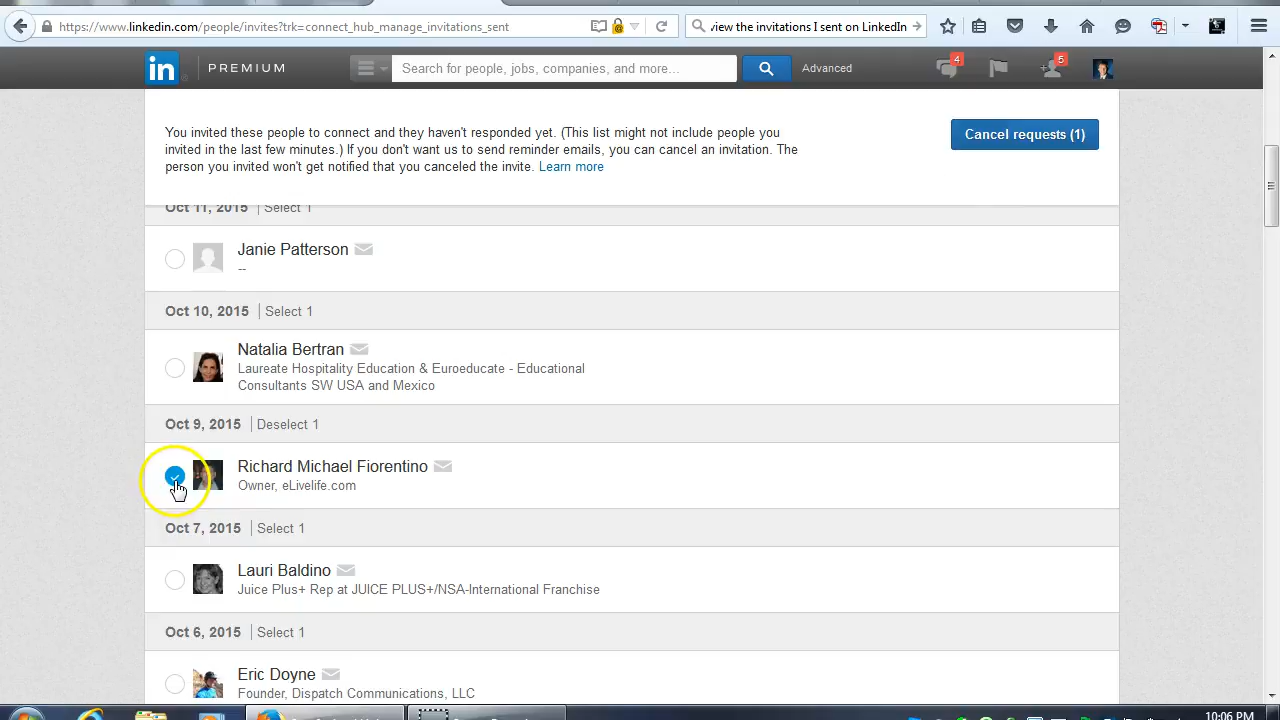 https://www.linkedin.com/people/invites?trk=connect_hub_manage_invitations_sent
view the invitations I sent on LinkedIn
in PREMIUM
Search for people, jobs, companies, and more...
Advanced
4
5
You invited these people to connect and they haven't responded yet. (This list might not include people you
invited in the last few minutes.) If you don't want us to send reminder emails, you can cancel an invitation. The
person you invited won't get notified that you canceled the invite. Learn more
Cancel requests (1)
Oct 11, 2015 | Select 1
Janie Patterson
--
Oct 10, 2015 | Select 1
Natalia Bertran
Laureate Hospitality Education & Euroeducate - Educational
Consultants SW USA and Mexico
Oct 9, 2015 | Deselect 1
Richard Michael Fiorentino
Owner, eLivelife.com
Oct 7, 2015 | Select 1
Lauri Baldino
Juice Plus+ Rep at JUICE PLUS+/NSA-International Franchise
Oct 6, 2015 | Select 1
Eric Doyne
Founder, Dispatch Communications, LLC
10:06 PM